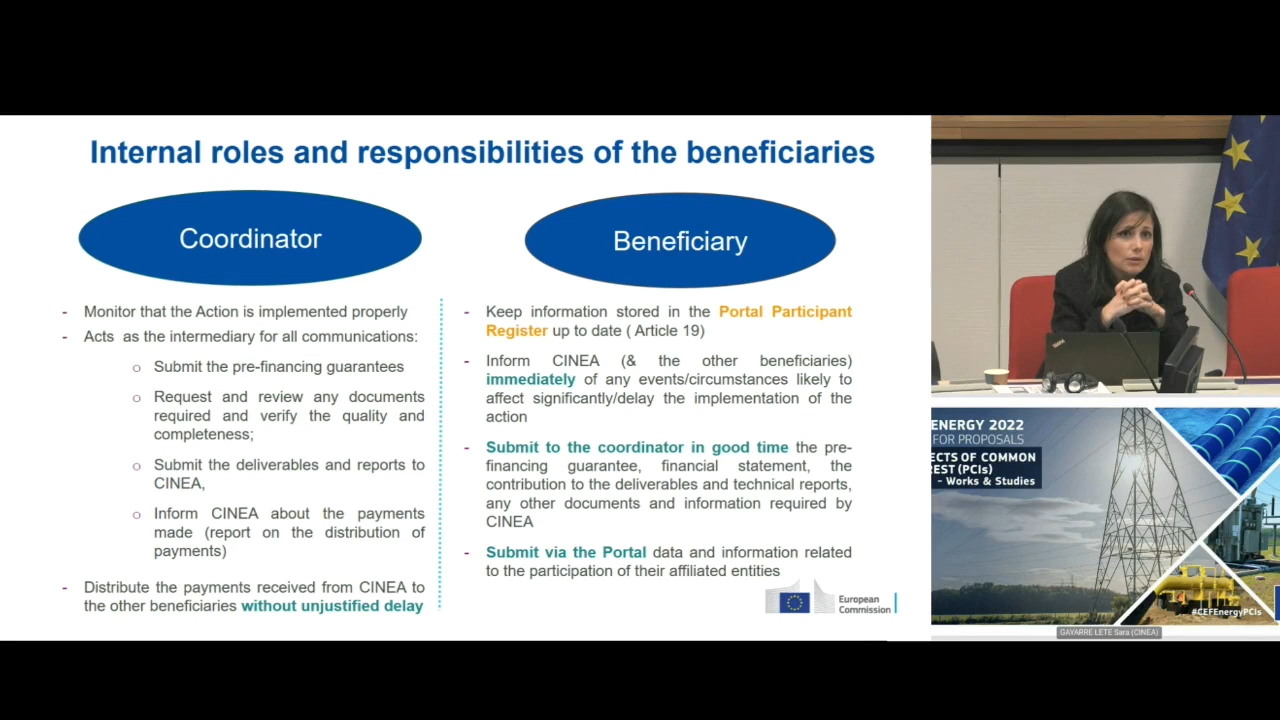 Internal roles and responsibilities of the beneficiaries
Coordinator
- Monitor that the Action is implemented properly
- Acts as the intermediary for all communications:
o Submit the pre-financing guarantees
o Request and review any documents
required and verify the quality and
completeness;
o Submit the deliverables and reports to
CINEA,
o Inform CINEA about the payments
made (report on the distribution of
payments)
- Distribute the payments received from CINEA to
the other beneficiaries without unjustified delay
Beneficiary
- Keep information stored in the Portal Participant
Register up to date ( Article 19)
- Inform CINEA (& the other beneficiaries)
immediately of any events/circumstances likely to
affect significantly/delay the implementation of the
action
- Submit to the coordinator in good time the pre-
financing guarantee, financial statement, the
contribution to the deliverables and technical reports,
any other documents and information required by
CINEA
- Submit via the Portal data and information related
to the participation of their affiliated entities
European
Commission
ENERGY 2022
FOR PROPOSALS
ECTS OF COMMON
REST (PCIs)
- Works & Studies
#CEFEnergyPCIs
GAYARRE LETE Sara (CINEA)